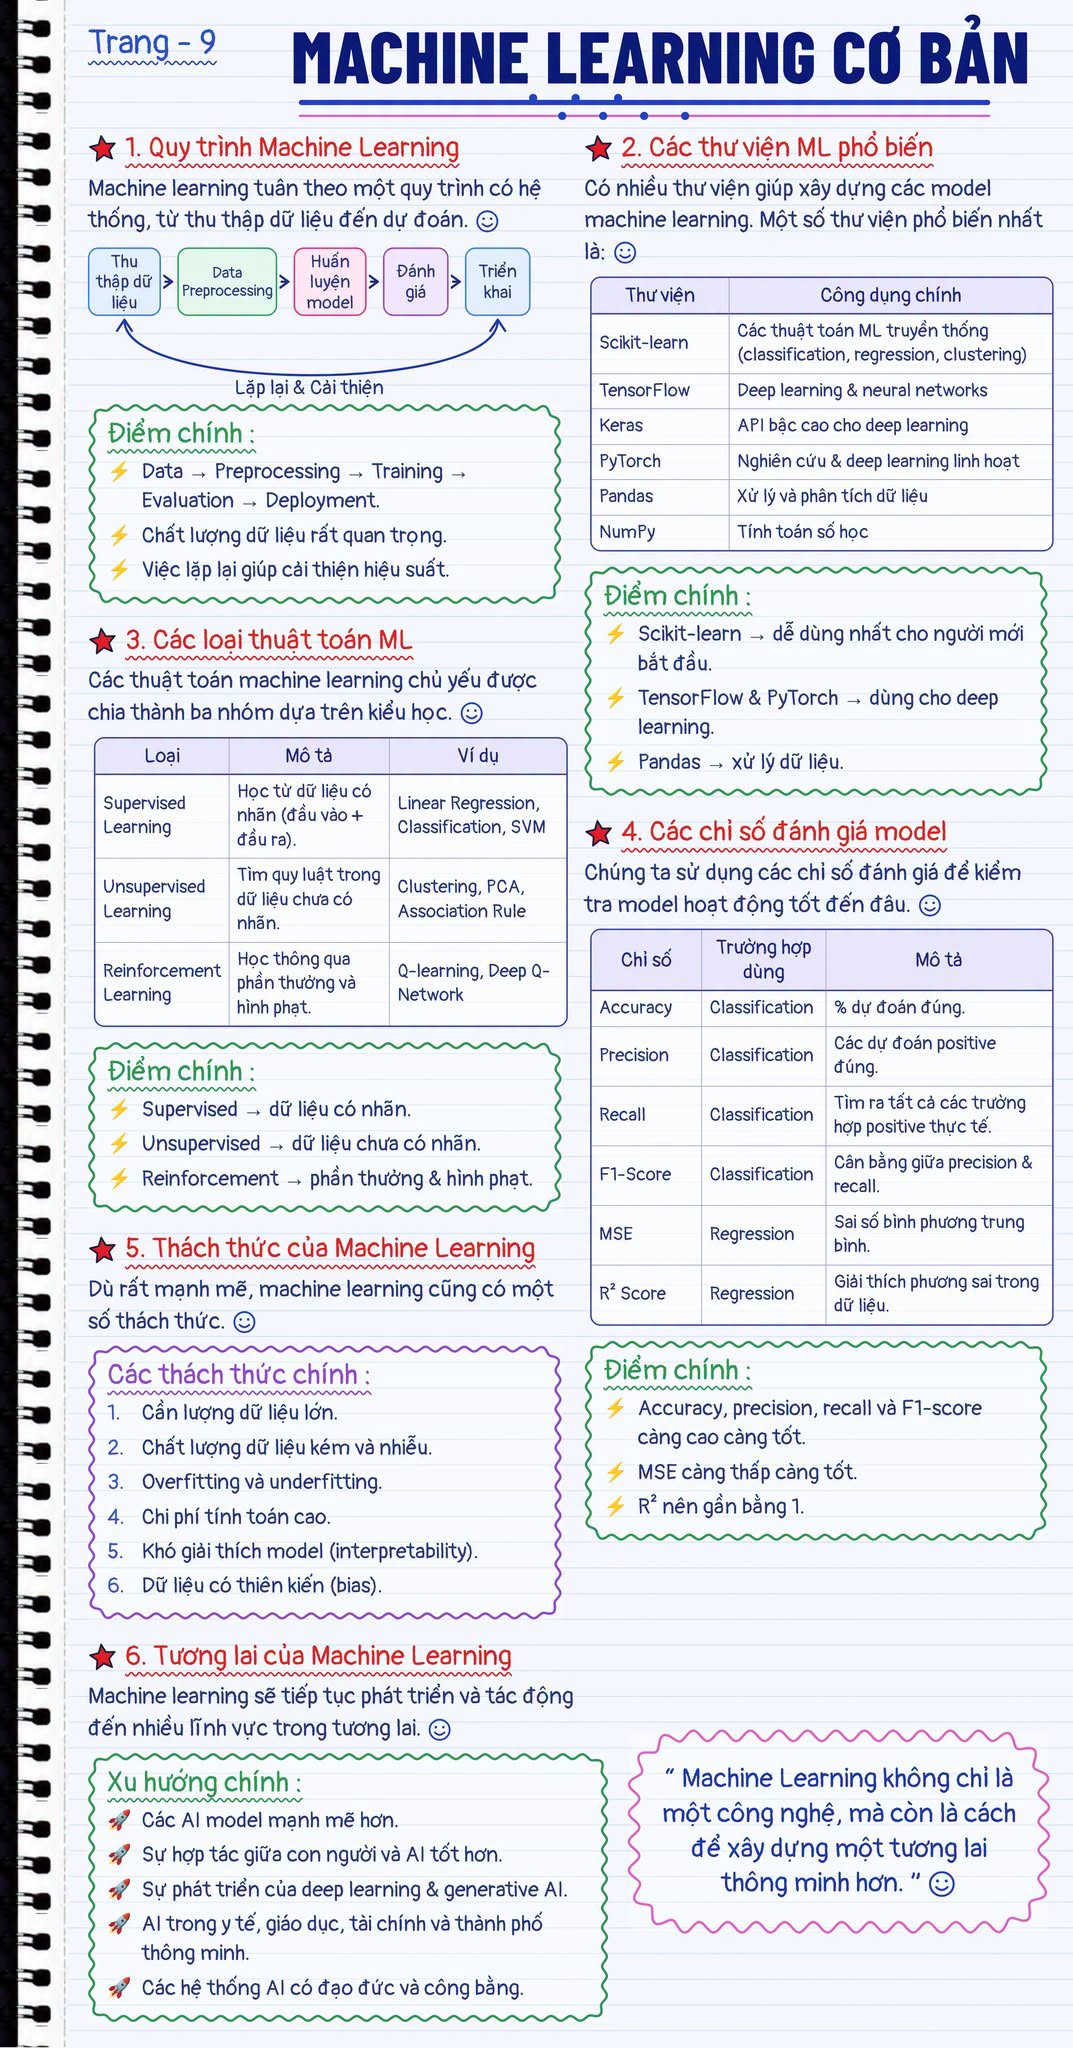 Trang - 9
MACHINE LEARNING CƠ BẢN
1. Quy trình Machine Learning
Machine learning tuân theo một quy trình có hệ
thống, từ thu thập dữ liệu đến dự đoán. ☺
Thu
thập dữ
liệu
Data
Preprocessing
Huấn
luyện
model
Đánh
giá
Triển
khai
Lặp lại & Cải thiện
Điểm chính :
⚡ Data → Preprocessing → Training →
Evaluation → Deployment.
⚡ Chất lượng dữ liệu rất quan trọng.
⚡ Việc lặp lại giúp cải thiện hiệu suất.
2. Các thư viện ML phổ biến
Có nhiều thư viện giúp xây dựng các model
machine learning. Một số thư viện phổ biến nhất
là: ☺
Thư viện Công dụng chính
Scikit-learn Các thuật toán ML truyền thống
(classification, regression, clustering)
TensorFlow Deep learning & neural networks
Keras API bậc cao cho deep learning
PyTorch Nghiên cứu & deep learning linh hoạt
Pandas Xử lý và phân tích dữ liệu
NumPy Tính toán số học
Điểm chính :
⚡ Scikit-learn → dễ dùng nhất cho người mới
bắt đầu.
⚡ TensorFlow & PyTorch → dùng cho deep
learning.
⚡ Pandas → xử lý dữ liệu.
3. Các loại thuật toán ML
Các thuật toán machine learning chủ yếu được
chia thành ba nhóm dựa trên kiểu học. ☺
Loại Mô tả Ví dụ
Supervised
Learning
Học từ dữ liệu có
nhãn (đầu vào +
đầu ra).
Linear Regression,
Classification, SVM
Unsupervised
Learning
Tìm quy luật trong
dữ liệu chưa có
nhãn.
Clustering, PCA,
Association Rule
Reinforcement
Learning
Học thông qua
phần thưởng và
hình phạt.
Q-learning, Deep Q-
Network
Điểm chính :
⚡ Supervised → dữ liệu có nhãn.
⚡ Unsupervised → dữ liệu chưa có nhãn.
⚡ Reinforcement → phần thưởng & hình phạt.
4. Các chỉ số đánh giá model
Chúng ta sử dụng các chỉ số đánh giá để kiểm
tra model hoạt động tốt đến đâu. ☺
Chỉ số Trường hợp
dùng
Mô tả
Accuracy Classification % dự đoán đúng.
Precision Classification Các dự đoán positive
đúng.
Recall Classification Tìm ra tất cả các trường
hợp positive thực tế.
F1-Score Classification Cân bằng giữa precision &
recall.
MSE Regression Sai số bình phương trung
bình.
R² Score Regression Giải thích phương sai trong
dữ liệu.
Điểm chính :
⚡ Accuracy, precision, recall và F1-score
càng cao càng tốt.
⚡ MSE càng thấp càng tốt.
⚡ R² nên gần bằng 1.
5. Thách thức của Machine Learning
Dù rất mạnh mẽ, machine learning cũng có một
số thách thức. ☺
Các thách thức chính :
1. Cần lượng dữ liệu lớn.
2. Chất lượng dữ liệu kém và nhiễu.
3. Overfitting và underfitting.
4. Chi phí tính toán cao.
5. Khó giải thích model (interpretability).
6. Dữ liệu có thiên kiến (bias).
6. Tương lai của Machine Learning
Machine learning sẽ tiếp tục phát triển và tác động
đến nhiều lĩnh vực trong tương lai. ☺
Xu hướng chính :
🚀 Các AI model mạnh mẽ hơn.
🚀 Sự hợp tác giữa con người và AI tốt hơn.
🚀 Sự phát triển của deep learning & generative AI.
🚀 AI trong y tế, giáo dục, tài chính và thành phố
thông minh.
🚀 Các hệ thống AI có đạo đức và công bằng.
" Machine Learning không chỉ là
một công nghệ, mà còn là cách
để xây dựng một tương lai
thông minh hơn. " ☺